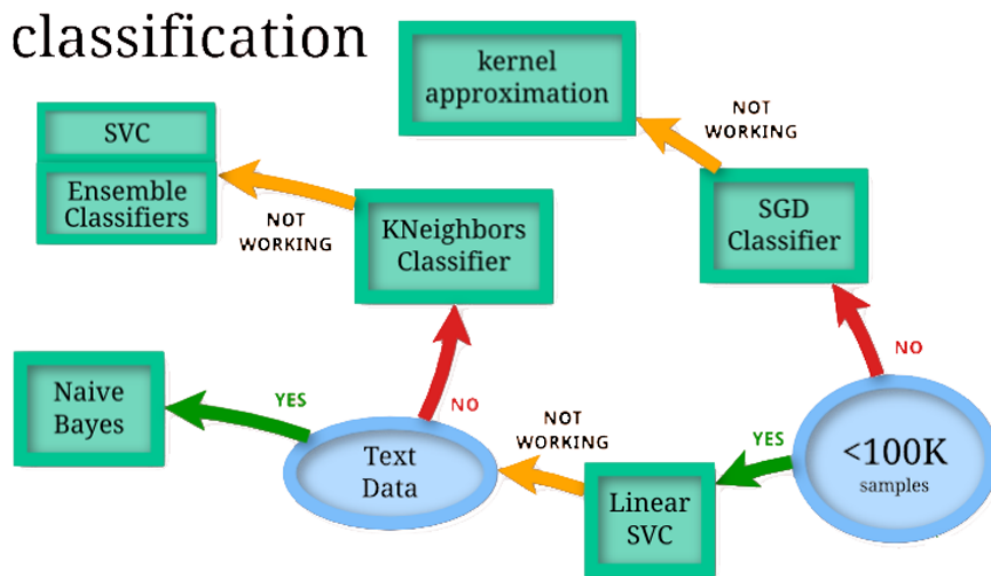 classification
kernel
approximation
NOT
WORKING
SVC
Ensemble
Classifiers
NOT
WORKING
KNeighbors
Classifier
SGD
Classifier
NO
Naive
Bayes
YES
NO
Text
Data
NOT
WORKING
Linear
SVC
YES
<100K
samples